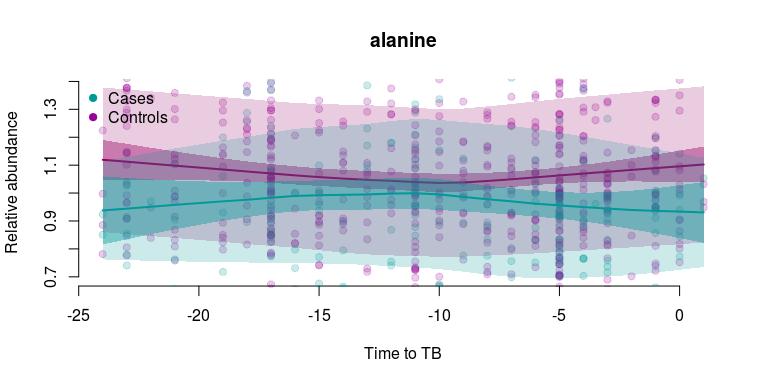 alanine
Cases
Controls
Relative abundance
1.3
1.1
0.9
0.7
-25 -20 -15 -10 -5 0
Time to TB